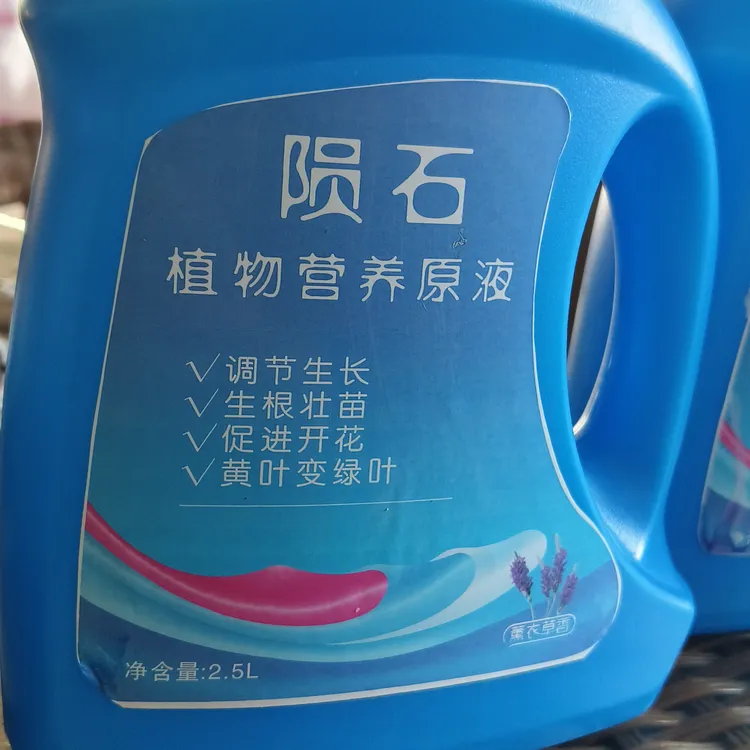 陨石
植物营养原液
√调节生长
√生根壮苗
√促进开花
√黄叶变绿叶
薰衣草香
净含量:2.5L